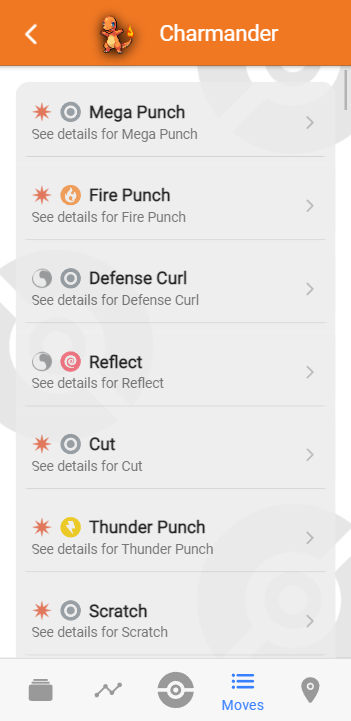 Charmander
Mega Punch
See details for Mega Punch
Fire Punch
See details for Fire Punch
Defense Curl
See details for Defense Curl
Reflect
See details for Reflect
Cut
See details for Cut
Thunder Punch
See details for Thunder Punch
Scratch
See details for Scratch
Moves